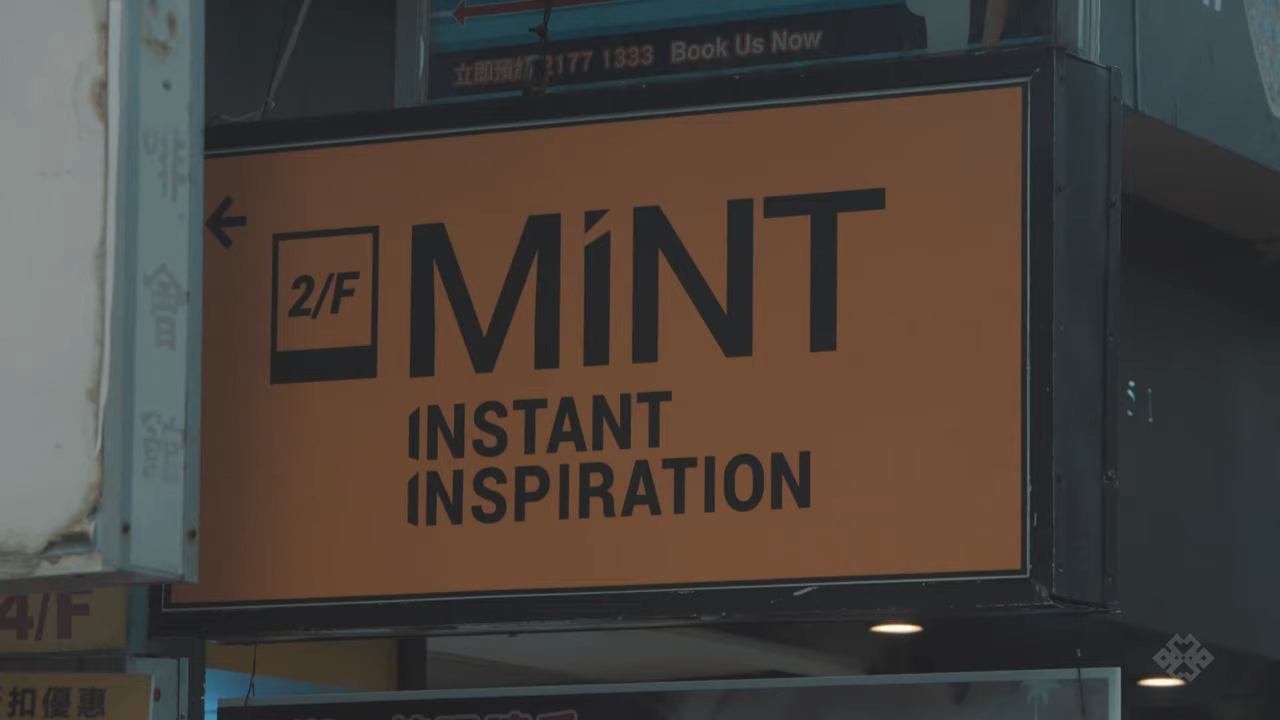 立即預約 2177 1333 Book Us Now
2/F
MINT
INSTANT
INSPIRATION
4/F
扣優惠